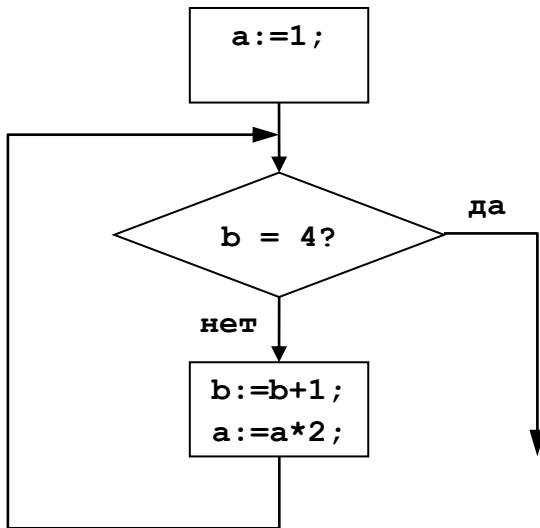 a:=1;
b = 4?
да
нет
b:=b+1;
a:=a*2;